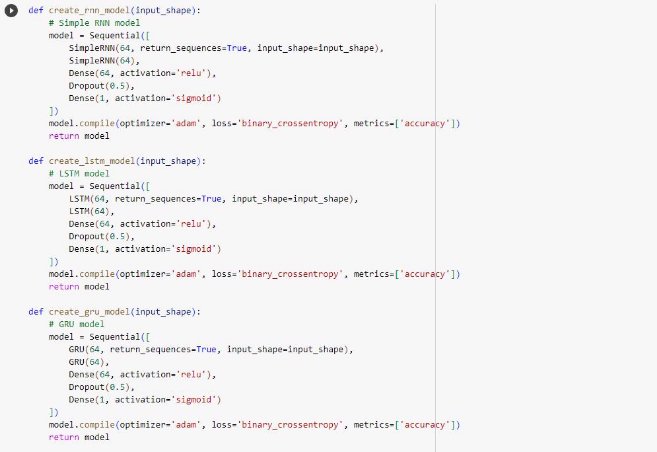 def create_rnn_model(input_shape):
    # Simple RNN model
    model = Sequential([
        SimpleRNN(64, return_sequences=True, input_shape=input_shape),
        SimpleRNN(64),
        Dense(64, activation='relu'),
        Dropout(0.5),
        Dense(1, activation='sigmoid')
    ])
    model.compile(optimizer='adam', loss='binary_crossentropy', metrics=['accuracy'])
    return model
def create_lstm_model(input_shape):
    # LSTM model
    model = Sequential([
        LSTM(64, return_sequences=True, input_shape=input_shape),
        LSTM(64),
        Dense(64, activation='relu'),
        Dropout(0.5),
        Dense(1, activation='sigmoid')
    ])
    model.compile(optimizer='adam', loss='binary_crossentropy', metrics=['accuracy'])
    return model
def create_gru_model(input_shape):
    # GRU model
    model = Sequential([
        GRU(64, return_sequences=True, input_shape=input_shape),
        GRU(64),
        Dense(64, activation='relu'),
        Dropout(0.5),
        Dense(1, activation='sigmoid')
    ])
    model.compile(optimizer='adam', loss='binary_crossentropy', metrics=['accuracy'])
    return model